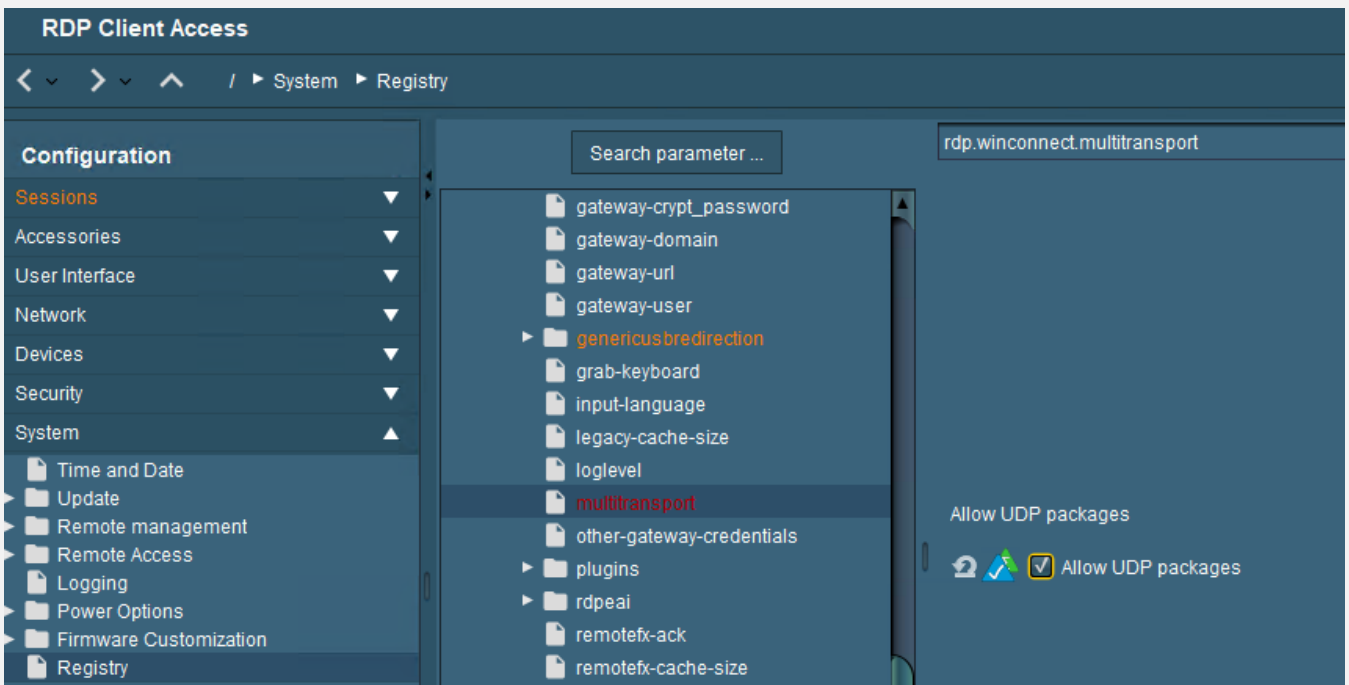 RDP Client Access
/ System Registry
Configuration
Sessions
Accessories
User Interface
Network
Devices
Security
System
Time and Date
Update
Remote management
Remote Access
Logging
Power Options
Firmware Customization
Registry
Search parameter ...
gateway-crypt_password
gateway-domain
gateway-url
gateway-user
genericusbredirection
grab-keyboard
input-language
legacy-cache-size
loglevel
multitransport
other-gateway-credentials
plugins
rdpeai
remotefx-ack
remotefx-cache-size
rdp.winconnect.multitransport
Allow UDP packages
Allow UDP packages